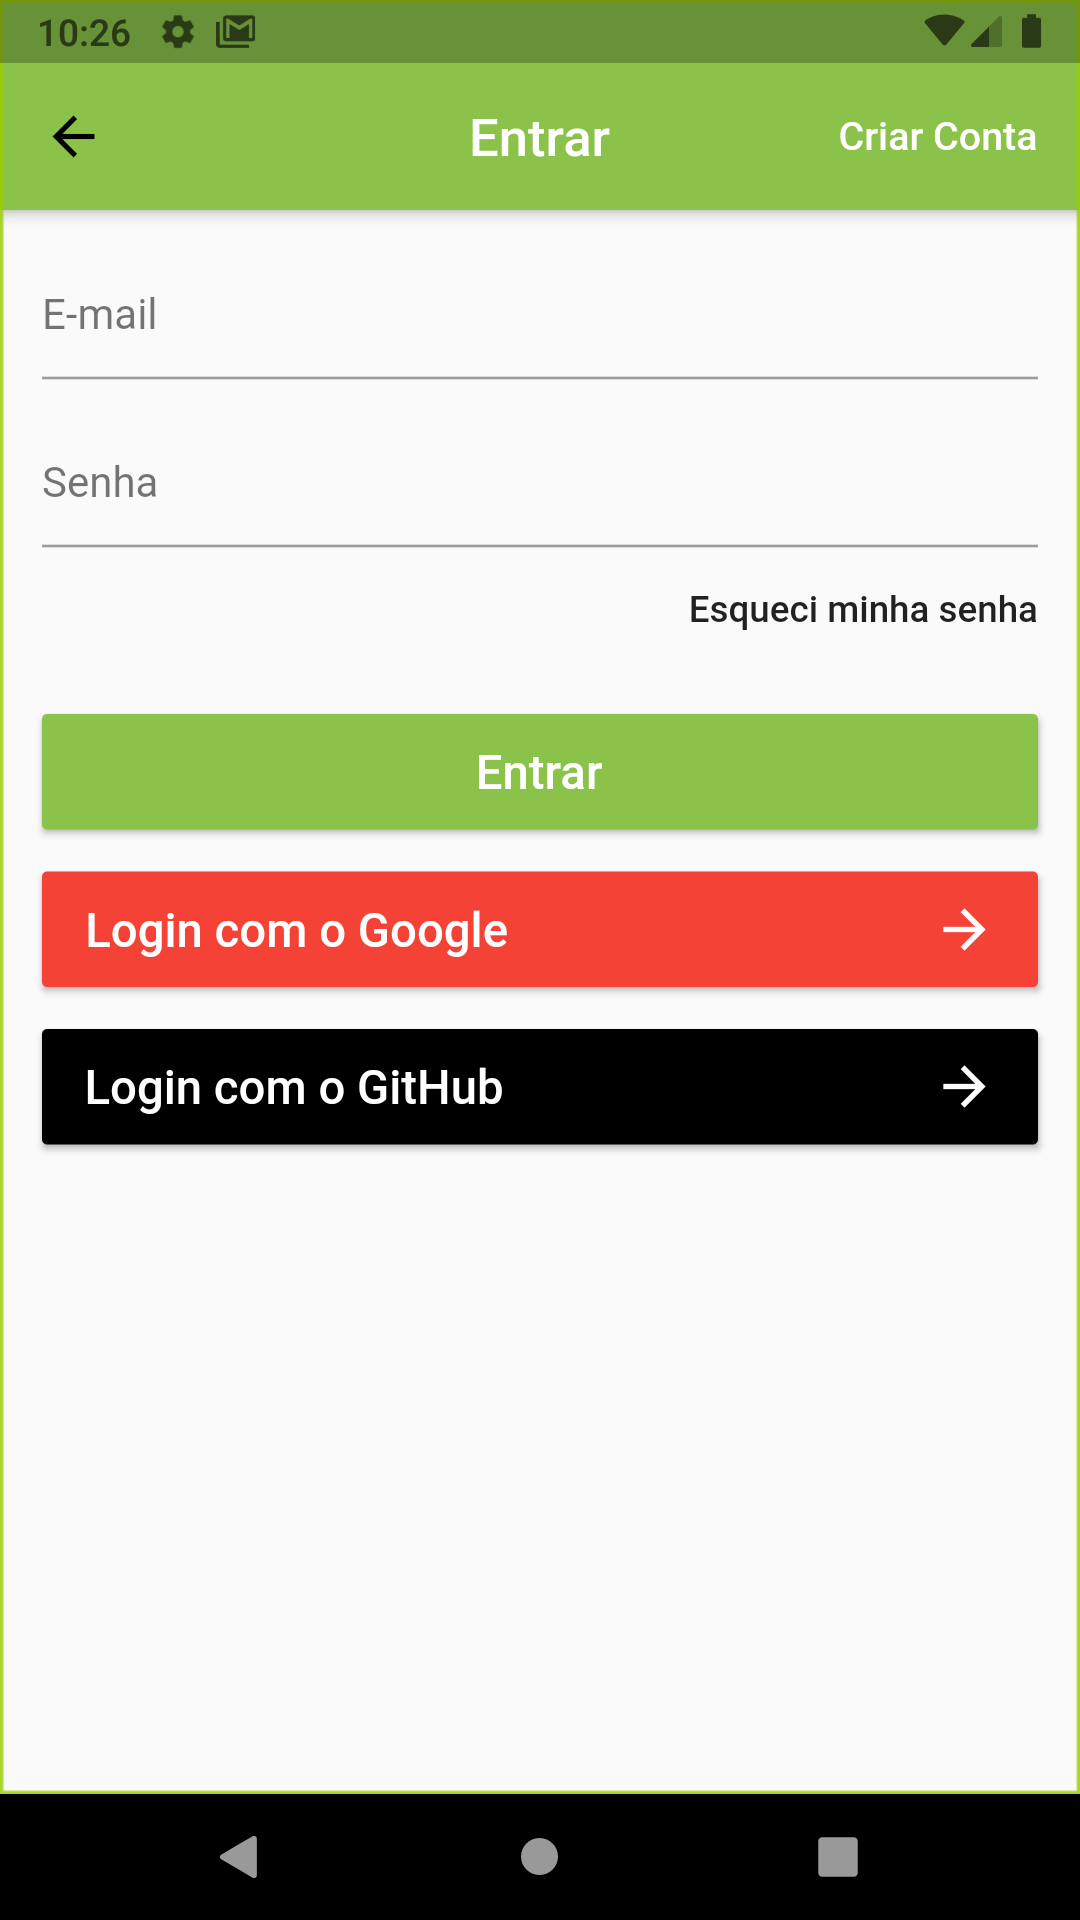 10:26
Entrar
Criar Conta
E-mail
Senha
Esqueci minha senha
Entrar
Login com o Google
Login com o GitHub